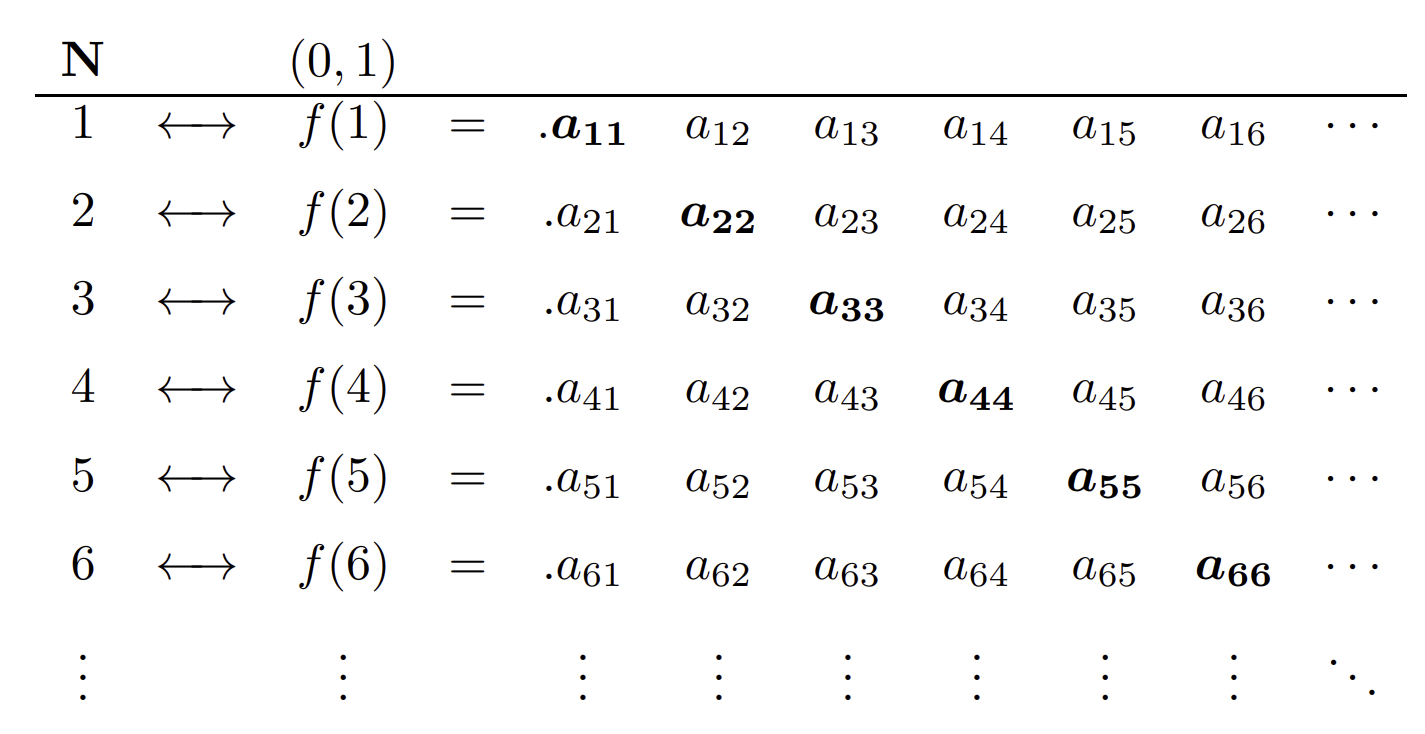 N (0, 1)
1 ⟷ f(1) = .a₁₁ a₁₂ a₁₃ a₁₄ a₁₅ a₁₆ ⋯
2 ⟷ f(2) = .a₂₁ a₂₂ a₂₃ a₂₄ a₂₅ a₂₆ ⋯
3 ⟷ f(3) = .a₃₁ a₃₂ a₃₃ a₃₄ a₃₅ a₃₆ ⋯
4 ⟷ f(4) = .a₄₁ a₄₂ a₄₃ a₄₄ a₄₅ a₄₆ ⋯
5 ⟷ f(5) = .a₅₁ a₅₂ a₅₃ a₅₄ a₅₅ a₅₆ ⋯
6 ⟷ f(6) = .a₆₁ a₆₂ a₆₃ a₆₄ a₆₅ a₆₆ ⋯
⋮ ⋮ ⋮ ⋮ ⋮ ⋮ ⋮ ⋮ ⋱